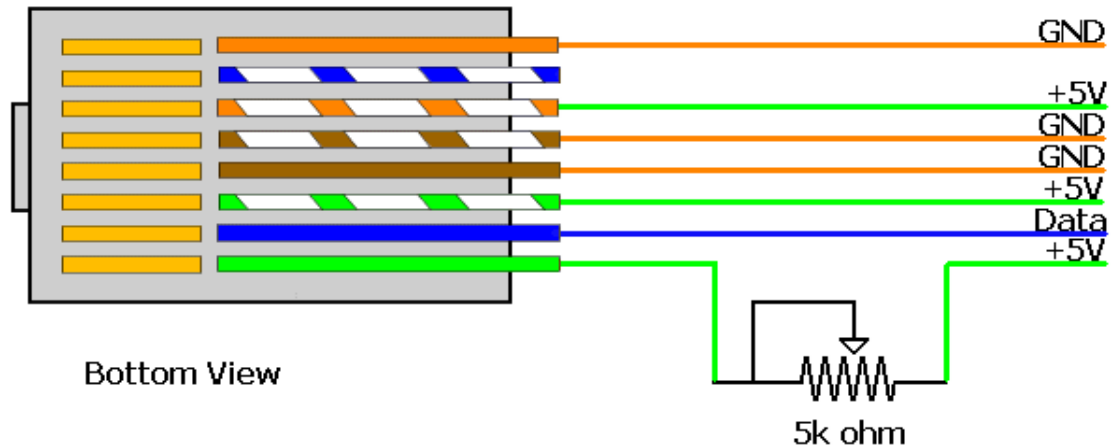 GND
+5V
GND
GND
+5V
Data
+5V
Bottom View
5k ohm